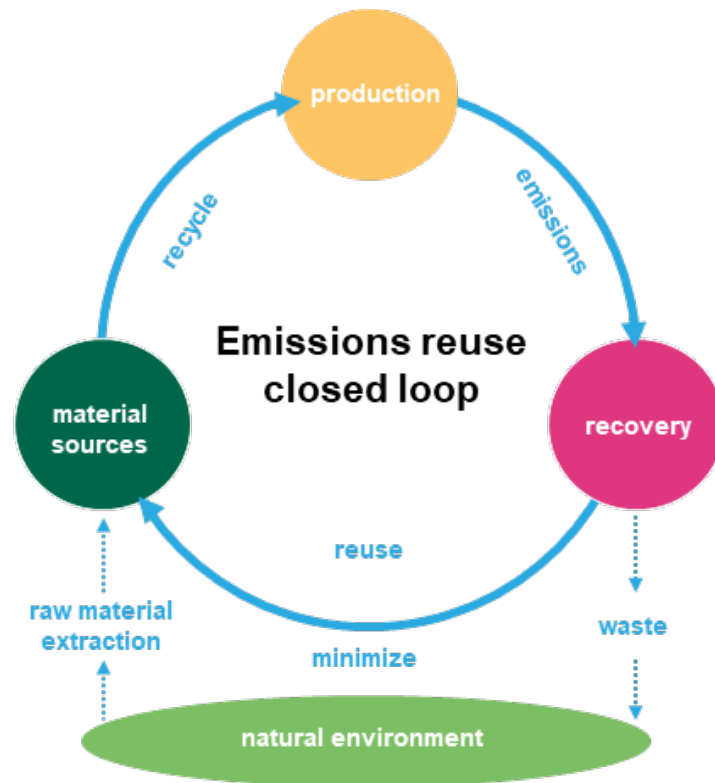 production
recycle
emissions
Emissions reuse
closed loop
material
sources
recovery
reuse
raw material
extraction
minimize
waste
natural environment